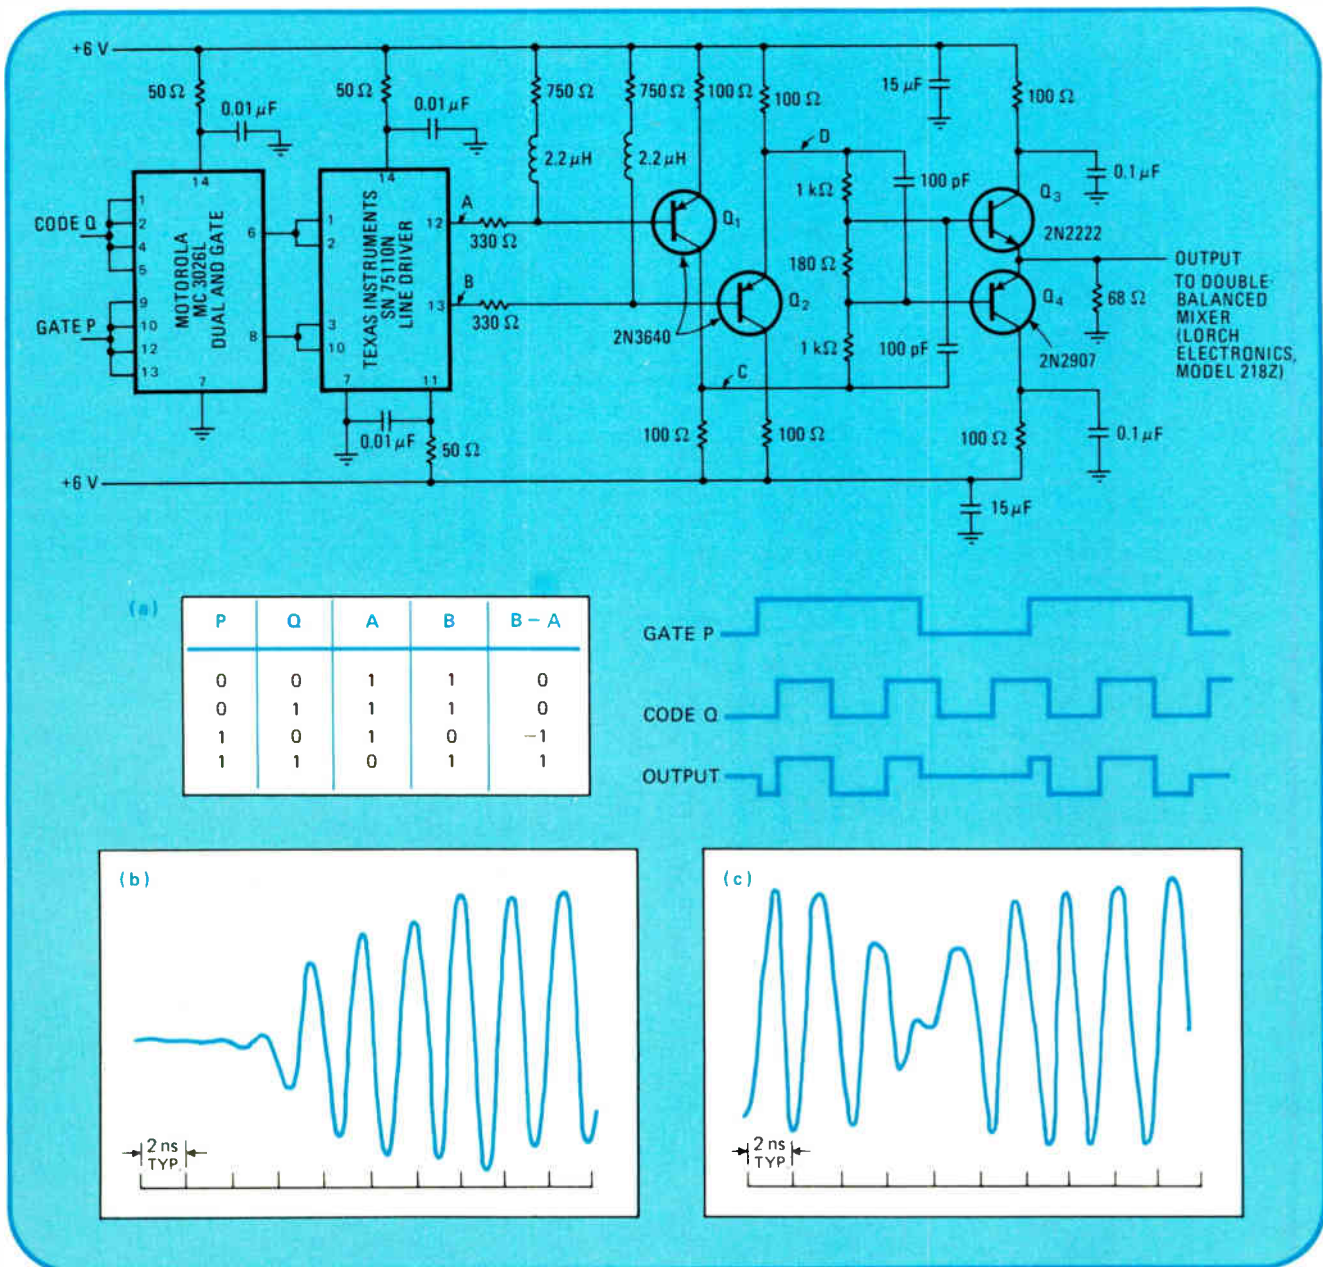 +6 V
50 Ω
0.01 µF
50 Ω
0.01 µF
750 Ω
750 Ω
100 Ω
100 Ω
15 µF
100 Ω
2.2 µH
2.2 µH
D
1 kΩ
100 pF
0.1 µF
14
14
CODE Q
1
2
4
5
GATE P
9
10
12
13
MOTOROLA
MC 3026L
DUAL AND GATE
6
8
7
1
2
3
10
TEXAS INSTRUMENTS
SN 75110N
LINE DRIVER
12
13
7
11
A
330 Ω
B
330 Ω
Q1
Q2
2N3640
180 Ω
1 kΩ
100 pF
C
Q3
2N2222
Q4
2N2907
68 Ω
OUTPUT
TO DOUBLE-
BALANCED
MIXER
(LORCH
ELECTRONICS,
MODEL 218Z)
0.01 µF
50 Ω
100 Ω
100 Ω
100 Ω
0.1 µF
+6 V
15 µF
(a)
P Q A B B – A
0 0 1 1 0
0 1 1 1 0
1 0 1 0 –1
1 1 0 1 1
GATE P
CODE Q
OUTPUT
(b)
2 ns
TYP
(c)
2 ns
TYP